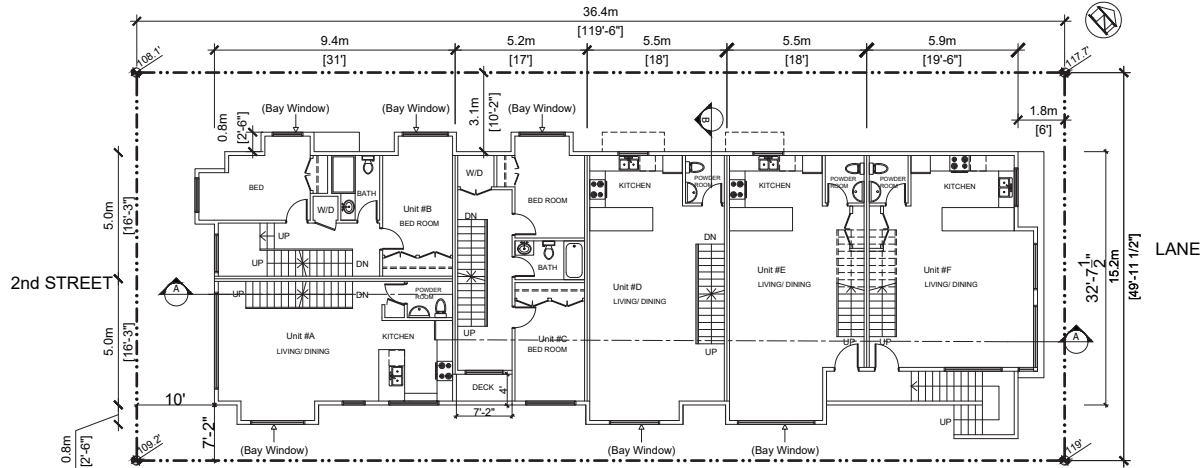 36.4m
[119'-6"]
9.4m
[31']
5.2m
[17']
5.5m
[18']
5.5m
[18']
5.9m
[19'-6"]
108.1'
117.7'
1.8m
[6']
3.1m
[10'-2"]
0.8m
[2'-6"]
(Bay Window)
(Bay Window)
(Bay Window)
B
BED
W/D
BATH
Unit #B
BED ROOM
W/D
BED ROOM
KITCHEN
POWDER
ROOM
KITCHEN
POWDER
ROOM
POWDER
ROOM
KITCHEN
5.0m
[16'-3"]
UP
UP
DN
DN
BATH
DN
2nd STREET
LANE
A
UP
DN
POWDER
ROOM
Unit #D
LIVING/ DINING
Unit #E
LIVING/ DINING
Unit #F
LIVING/ DINING
32'-7 1/2"
15.2m
[49'-11 1/2"]
5.0m
[16'-3"]
Unit #A
LIVING/ DINING
KITCHEN
UP
Unit #C
BED ROOM
UP
UP
UP
A
DECK
4'
7'-2"
10'
7'-2"
UP
0.8m
[2'-6"]
109.2'
119'
(Bay Window)
(Bay Window)
(Bay Window)